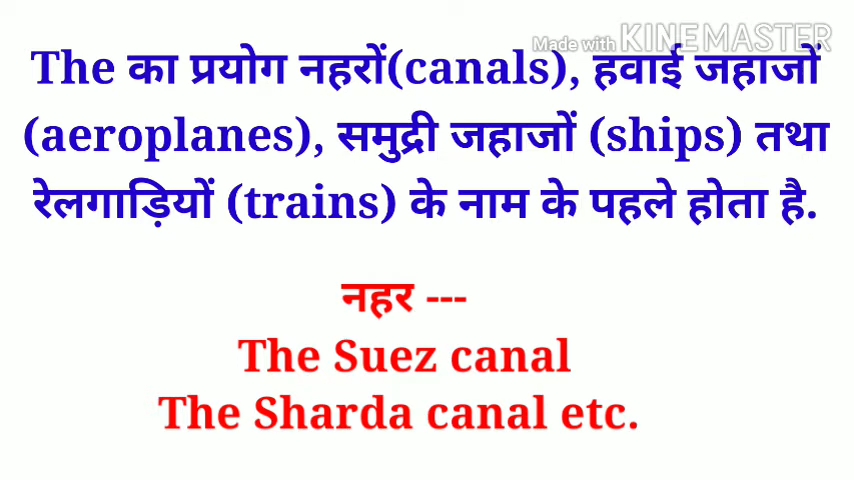 Made with KINEMASTER
The का प्रयोग नहरों(canals), हवाई जहाजों
(aeroplanes), समुद्री जहाजों (ships) तथा
रेलगाड़ियों (trains) के नाम के पहले होता है.
नहर ---
The Suez canal
The Sharda canal etc.